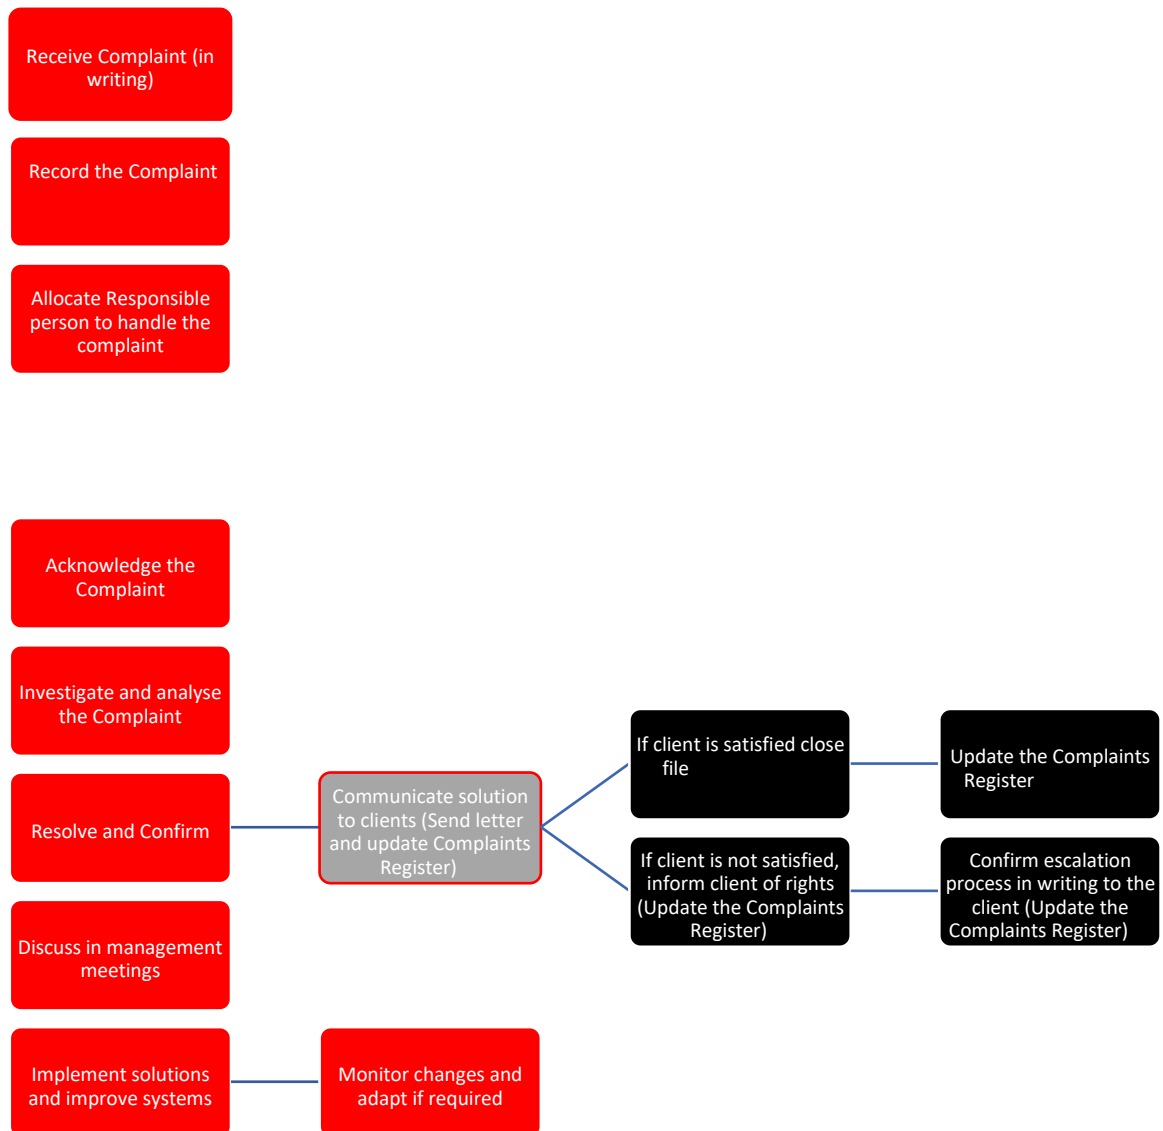 Receive Complaint (in
writing)
Record the Complaint
Allocate Responsible
person to handle the
complaint
Acknowledge the
Complaint
Investigate and analyse
the Complaint
Resolve and Confirm
Communicate solution
to clients (Send letter
and update Complaints
Register)
If client is satisfied close
file
Update the Complaints
Register
If client is not satisfied,
inform client of rights
(Update the Complaints
Register)
Confirm escalation
process in writing to the
client (Update the
Complaints Register)
Discuss in management
meetings
Implement solutions
and improve systems
Monitor changes and
adapt if required